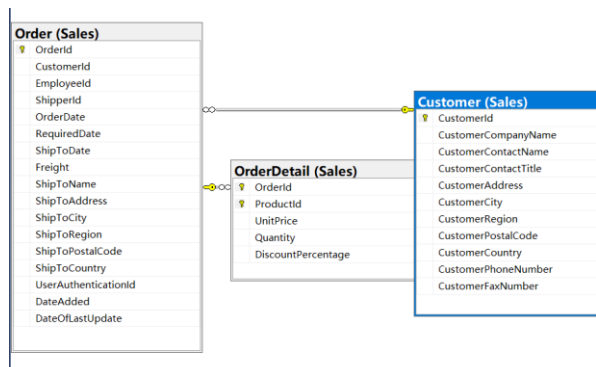 Order (Sales)
OrderId
CustomerId
EmployeeId
ShipperId
OrderDate
RequiredDate
ShipToDate
Freight
ShipToName
ShipToAddress
ShipToCity
ShipToRegion
ShipToPostalCode
ShipToCountry
UserAuthenticationId
DateAdded
DateOfLastUpdate
OrderDetail (Sales)
OrderId
ProductId
UnitPrice
Quantity
DiscountPercentage
Customer (Sales)
CustomerId
CustomerCompanyName
CustomerContactName
CustomerContactTitle
CustomerAddress
CustomerCity
CustomerRegion
CustomerPostalCode
CustomerCountry
CustomerPhoneNumber
CustomerFaxNumber